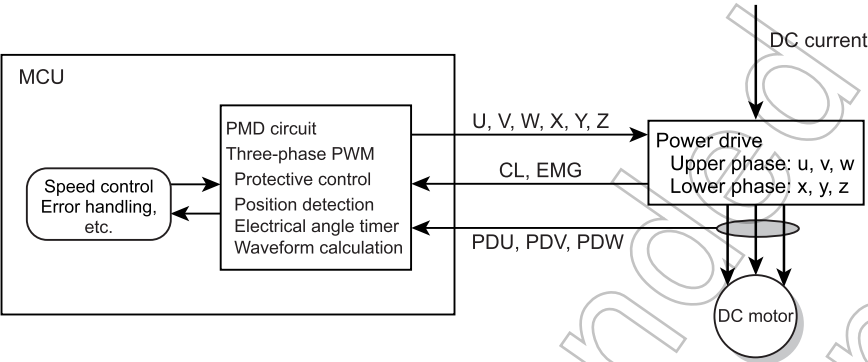 MCU
Speed control
Error handling,
etc.
PMD circuit
Three-phase PWM
Protective control
Position detection
Electrical angle timer
Waveform calculation
U, V, W, X, Y, Z
CL, EMG
PDU, PDV, PDW
DC current
Power drive
Upper phase: u, v, w
Lower phase: x, y, z
DC motor